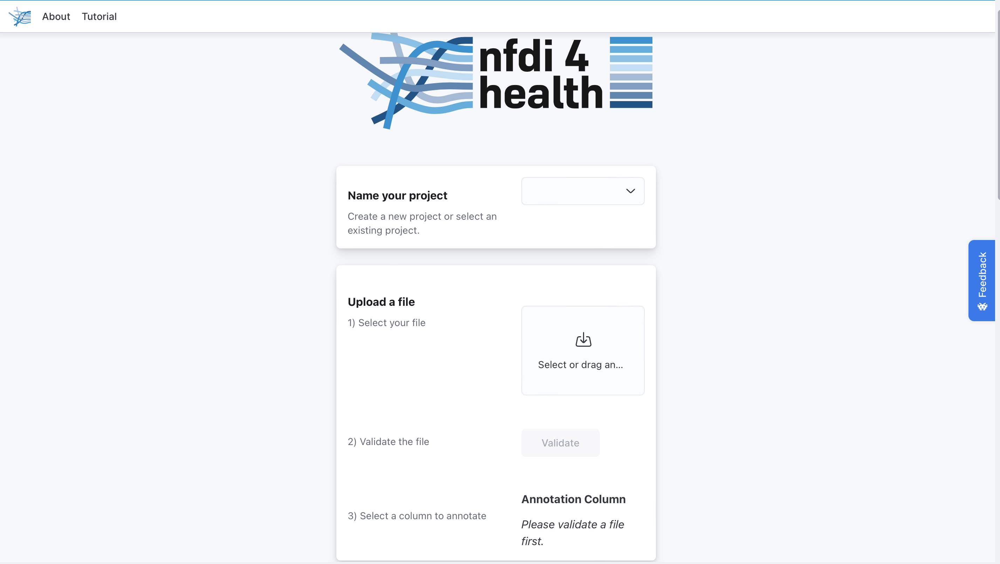 About Tutorial
nfdi 4
health
Name your project
Create a new project or select an
existing project.
Upload a file
1) Select your file
Select or drag an...
2) Validate the file
Validate
3) Select a column to annotate
Annotation Column
Please validate a file
first.
Feedback